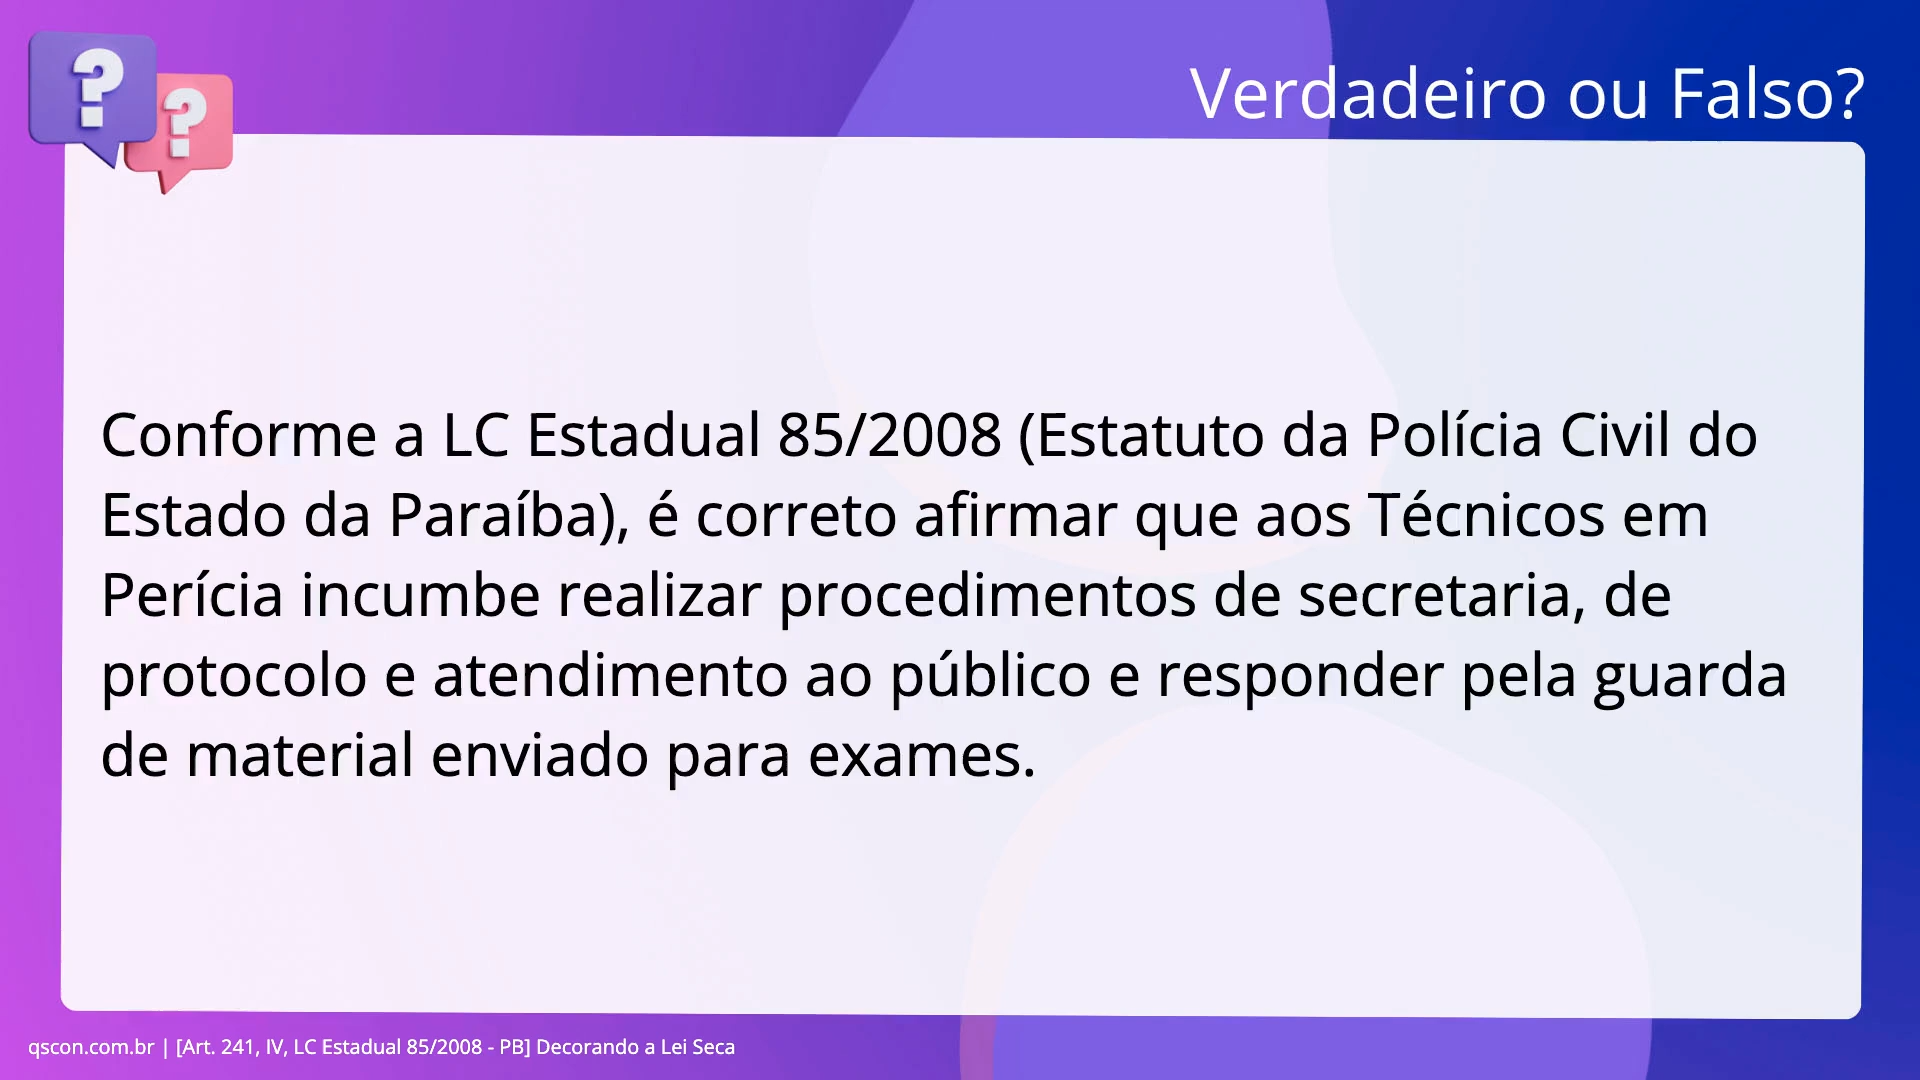 Verdadeiro ou Falso?
Conforme a LC Estadual 85/2008 (Estatuto da Polícia Civil do
Estado da Paraíba), é correto afirmar que aos Técnicos em
Perícia incumbe realizar procedimentos de secretaria, de
protocolo e atendimento ao público e responder pela guarda
de material enviado para exames.
qscon.com.br | [Art. 241, IV, LC Estadual 85/2008 - PB] Decorando a Lei Seca